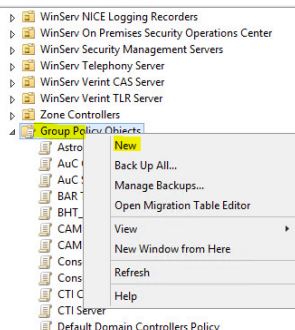 WinServ NICE Logging Recorders
WinServ On Premises Security Operations Center
WinServ Security Management Servers
WinServ Telephony Server
WinServ Verint CAS Server
WinServ Verint TLR Server
Zone Controllers
Group Policy Objects
Astro
New
AuC
Back Up All...
AuC
Manage Backups...
BAR
Open Migration Table Editor
BHT_
CAM
View
CAM
New Window from Here
Cons
Refresh
Cons
CTI C
Help
CTI Server
Default Domain Controllers Policy